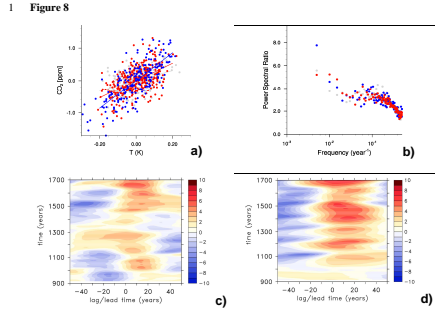 1 Figure 8
CO₂ [ppm]
1.0
0.0
-1.0
-0.20 0.00 0.20
T (K)
a)
Power Spectral Ratio
8.0
6.0
4.0
2.0
0.0
Frequency (year⁻¹)
b)
time (years)
1700
1500
1300
1100
900
-40 -20 0 20 40
lag/lead time (years)
10
8
6
4
2
0
-2
-4
-6
-8
-10
c)
time (years)
1700
1500
1300
1100
900
-40 -20 0 20 40
lag/lead time (years)
10
8
6
4
2
0
-2
-4
-6
-8
-10
d)